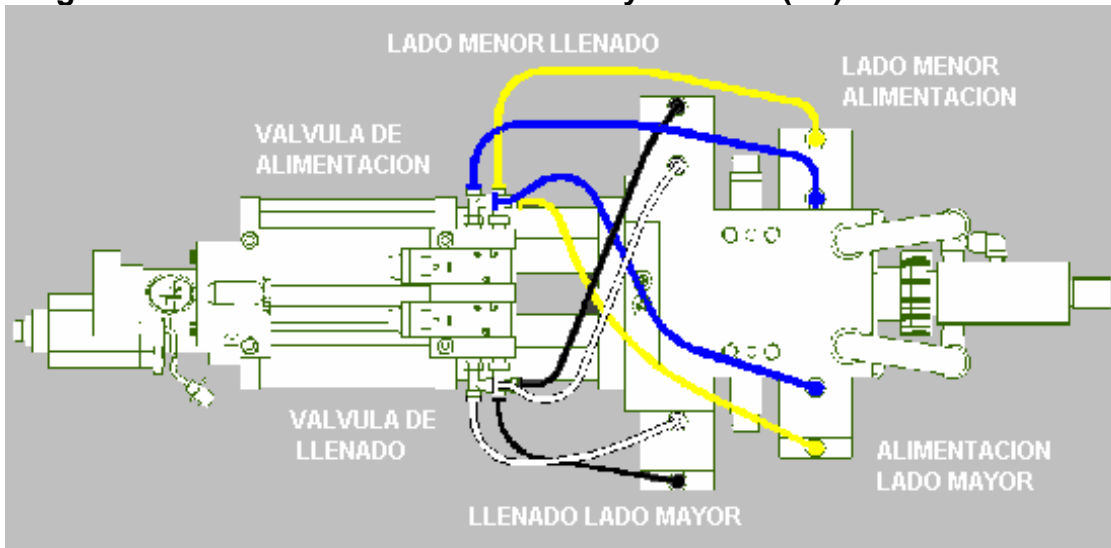 LADO MENOR LLENADO
LADO MENOR
ALIMENTACION
VALVULA DE
ALIMENTACION
VALVULA DE
LLENADO
ALIMENTACION
LADO MAYOR
LLENADO LADO MAYOR